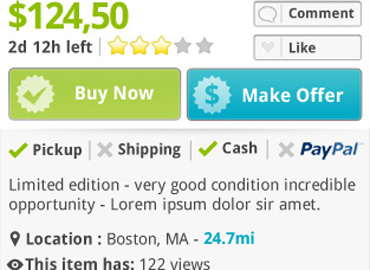 $124,50
Comment
2d 12h left
Like
Buy Now
$ Make Offer
Pickup Shipping Cash PayPal
Limited edition - very good condition incredible
opportunity - Lorem ipsum dolor sir amet.
Location : Boston, MA - 24.7mi
This item has: 122 views